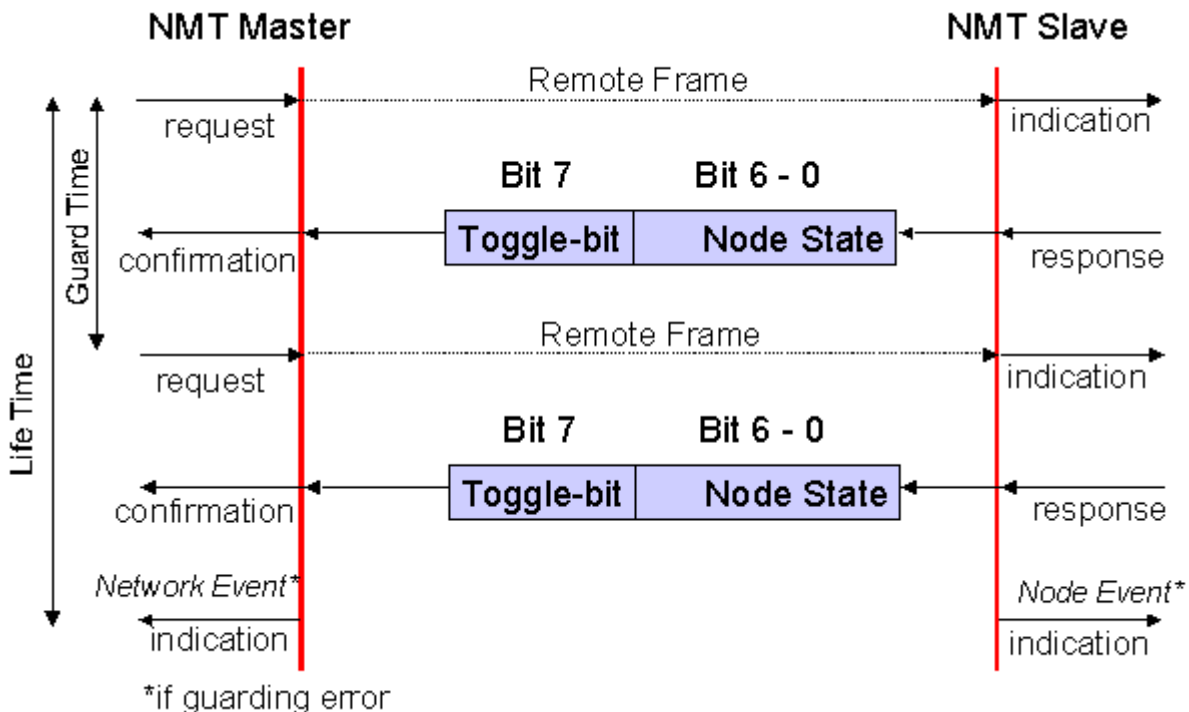 NMT Master
NMT Slave
Remote Frame
request
indication
Bit 7
Bit 6 - 0
Toggle-bit
Node State
confirmation
response
Guard Time
Remote Frame
request
indication
Life Time
Bit 7
Bit 6 - 0
Toggle-bit
Node State
confirmation
response
Network Event*
Node Event*
indication
indication
*if guarding error